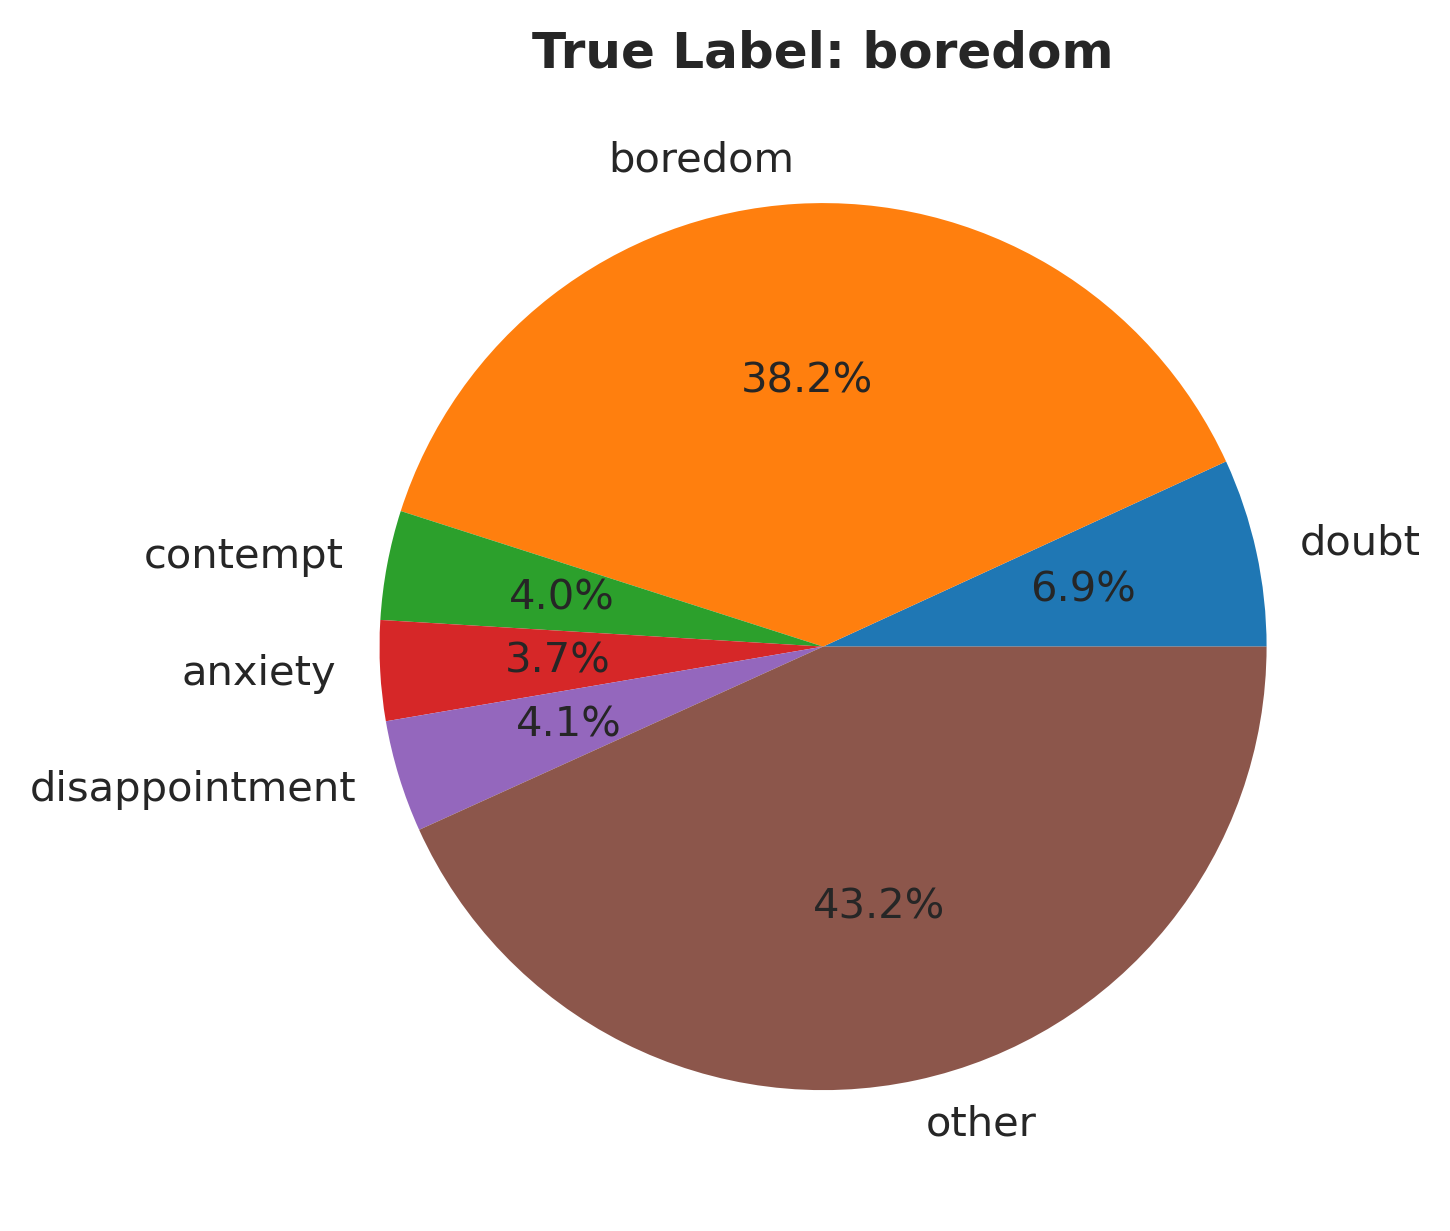 True Label: boredom
boredom
38.2%
doubt
6.9%
contempt
4.0%
anxiety
3.7%
disappointment
4.1%
43.2%
other